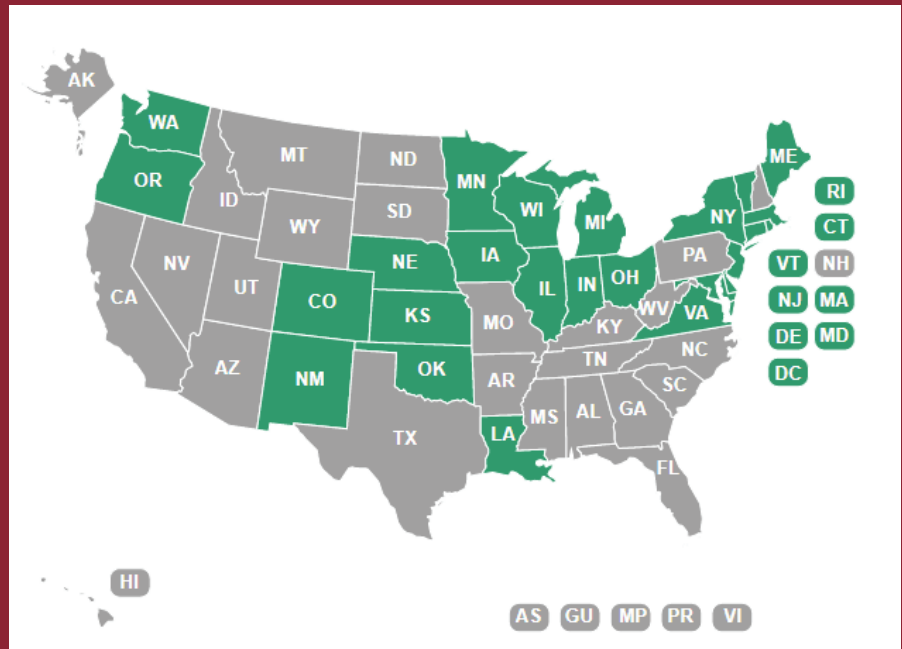 AK
WA
ME
MT
ND
OR
MN
RI
ID
SD
WI
MI
NY
WY
CT
IA
PA
NE
NV
VT NH
OH
IL
IN
UT
CA
CO
NJ MA
WV
VA
KS
MO
KY
DE MD
NC
TN
AZ
OK
DC
NM
AR
SC
GA
AL
MS
LA
TX
FL
HI
AS GU MP PR VI